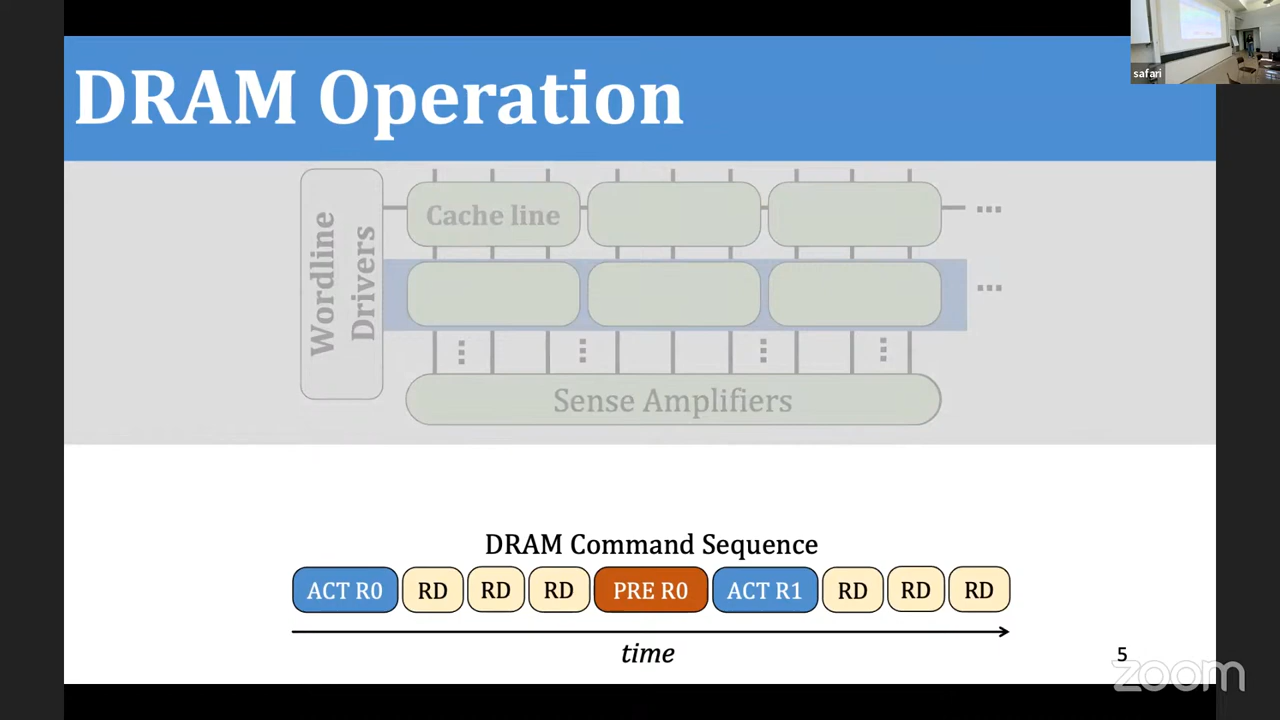 safari
DRAM Operation
Wordline
Drivers
Cache line
...
...
Sense Amplifiers
DRAM Command Sequence
ACT R0 RD RD RD PRE R0 ACT R1 RD RD RD
time
5
zoom